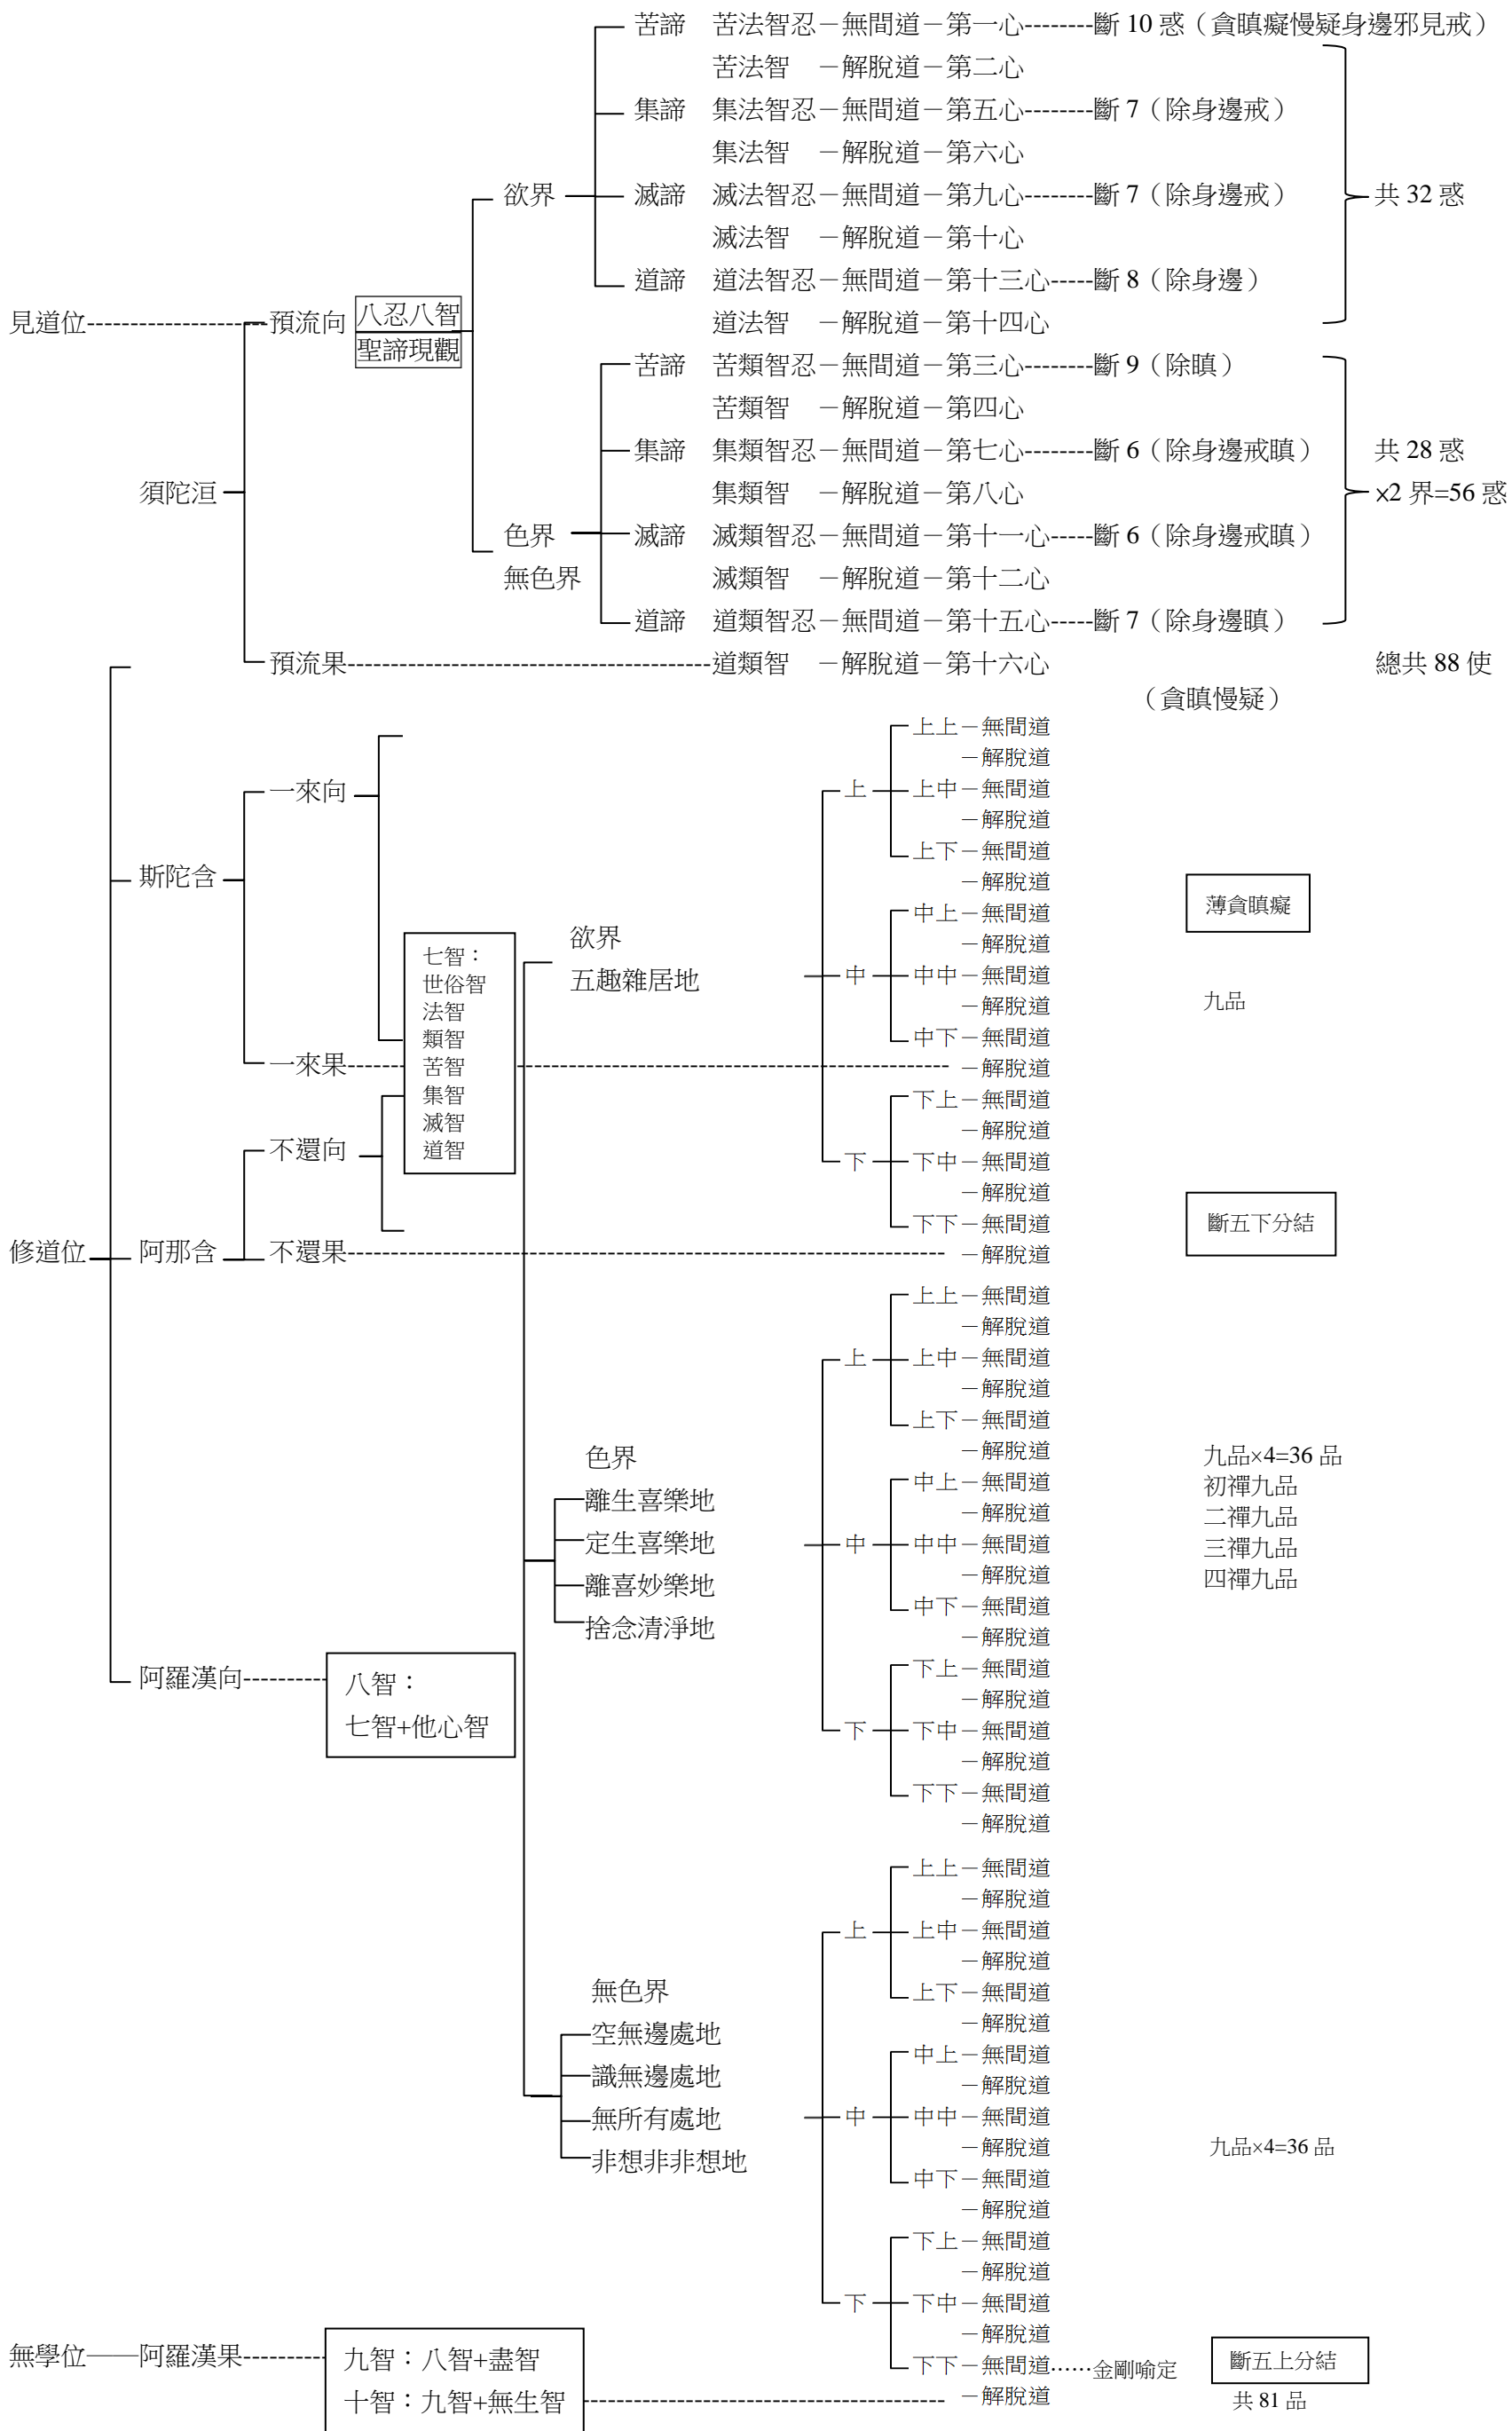 苦諦 苦法智忍－無間道－第一心-------斷 10 惑（貪瞋癡慢疑身邊邪見戒）
苦法智 －解脫道－第二心
集諦 集法智忍－無間道－第五心-------斷 7（除身邊戒）
集法智 －解脫道－第六心
欲界 滅諦 滅法智忍－無間道－第九心-------斷 7（除身邊戒） 共 32 惑
滅法智 －解脫道－第十心
道諦 道法智忍－無間道－第十三心-----斷 8（除身邊）
見道位 預流向 八忍八智 道法智 －解脫道－第十四心
聖諦現觀
苦諦 苦類智忍－無間道－第三心-------斷 9（除瞋）
苦類智 －解脫道－第四心
集諦 集類智忍－無間道－第七心-------斷 6（除身邊戒瞋） 共 28 惑
須陀洹 集類智 －解脫道－第八心 ×2 界=56 惑
色界 滅諦 滅類智忍－無間道－第十一心-----斷 6（除身邊戒瞋）
無色界 滅類智 －解脫道－第十二心
道諦 道類智忍－無間道－第十五心-----斷 7（除身邊瞋）
預流果 道類智 －解脫道－第十六心 總共 88 使
（貪瞋慢疑）
上上－無間道
－解脫道
一來向 上 上中－無間道
－解脫道
上下－無間道
斯陀含 －解脫道
薄貪瞋癡
中上－無間道
欲界 －解脫道
七智：
世俗智
五趣雜居地 中 中中－無間道
法智 －解脫道 九品
類智 中下－無間道
一來果 苦智 －解脫道
集智 下上－無間道
滅智 －解脫道
不還向 道智 下 下中－無間道
－解脫道
下下－無間道 斷五下分結
修道位 阿那含 不還果 －解脫道
上上－無間道
－解脫道
上 上中－無間道
－解脫道
上下－無間道
色界 －解脫道 九品×4=36 品
離生喜樂地 中上－無間道 初禪九品
－解脫道 二禪九品
定生喜樂地 中 中中－無間道 三禪九品
離喜妙樂地 －解脫道 四禪九品
捨念清淨地 中下－無間道
－解脫道
阿羅漢向 八智： 下上－無間道
－解脫道
七智+他心智 下 下中－無間道
－解脫道
下下－無間道
－解脫道
上上－無間道
－解脫道
上 上中－無間道
－解脫道
無色界 上下－無間道
－解脫道
空無邊處地 中上－無間道
識無邊處地 －解脫道
無所有處地 中 中中－無間道
非想非非想地 －解脫道 九品×4=36 品
中下－無間道
－解脫道
下上－無間道
－解脫道
下 下中－無間道
－解脫道
無學位——阿羅漢果 九智：八智+盡智 下下－無間道……金剛喻定 斷五上分結
十智：九智+無生智 －解脫道 共 81 品